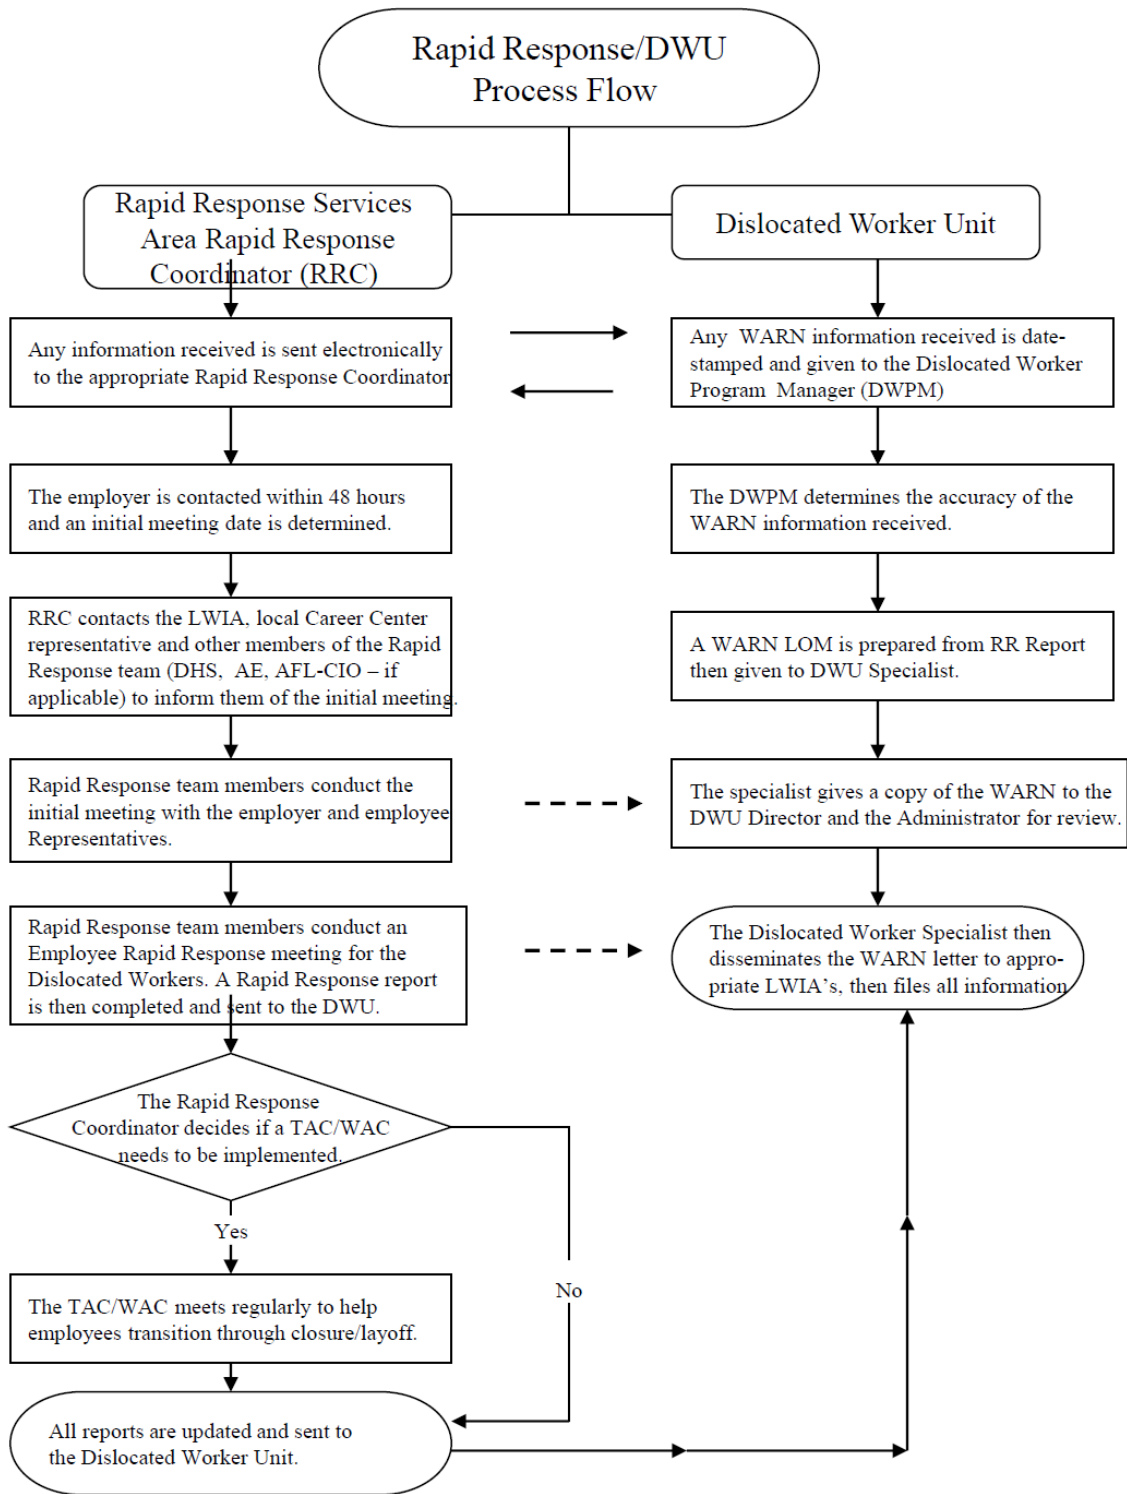 Rapid Response/DWU
Process Flow
Rapid Response Services
Area Rapid Response
Coordinator (RRC)
Dislocated Worker Unit
Any information received is sent electronically
to the appropriate Rapid Response Coordinator
Any WARN information received is date-
stamped and given to the Dislocated Worker
Program Manager (DWPM)
The employer is contacted within 48 hours
and an initial meeting date is determined.
The DWPM determines the accuracy of the
WARN information received.
RRC contacts the LWIA, local Career Center
representative and other members of the Rapid
Response team (DHS, AE, AFL-CIO – if
applicable) to inform them of the initial meeting.
A WARN LOM is prepared from RR Report
then given to DWU Specialist.
Rapid Response team members conduct the
initial meeting with the employer and employee
Representatives.
The specialist gives a copy of the WARN to the
DWU Director and the Administrator for review.
Rapid Response team members conduct an
Employee Rapid Response meeting for the
Dislocated Workers. A Rapid Response report
is then completed and sent to the DWU.
The Dislocated Worker Specialist then
disseminates the WARN letter to appro-
priate LWIA's, then files all information
The Rapid Response
Coordinator decides if a TAC/WAC
needs to be implemented.
Yes
No
The TAC/WAC meets regularly to help
employees transition through closure/layoff.
All reports are updated and sent to
the Dislocated Worker Unit.